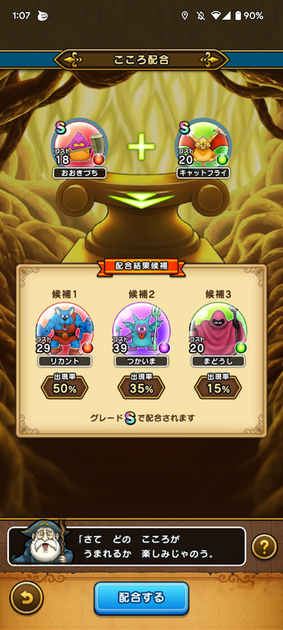 1:07
90%
こころ配合
S
S
コスト
18
コスト
20
おおきづち
キャットフライ
配合結果候補
候補1
候補2
候補3
コスト
29
コスト
39
コスト
20
リカント
つかいま
まどうし
出現率
50%
出現率
35%
出現率
15%
グレードSで配合されます
「さて どの こころが
うまれるか 楽しみじゃのう。
?
配合する